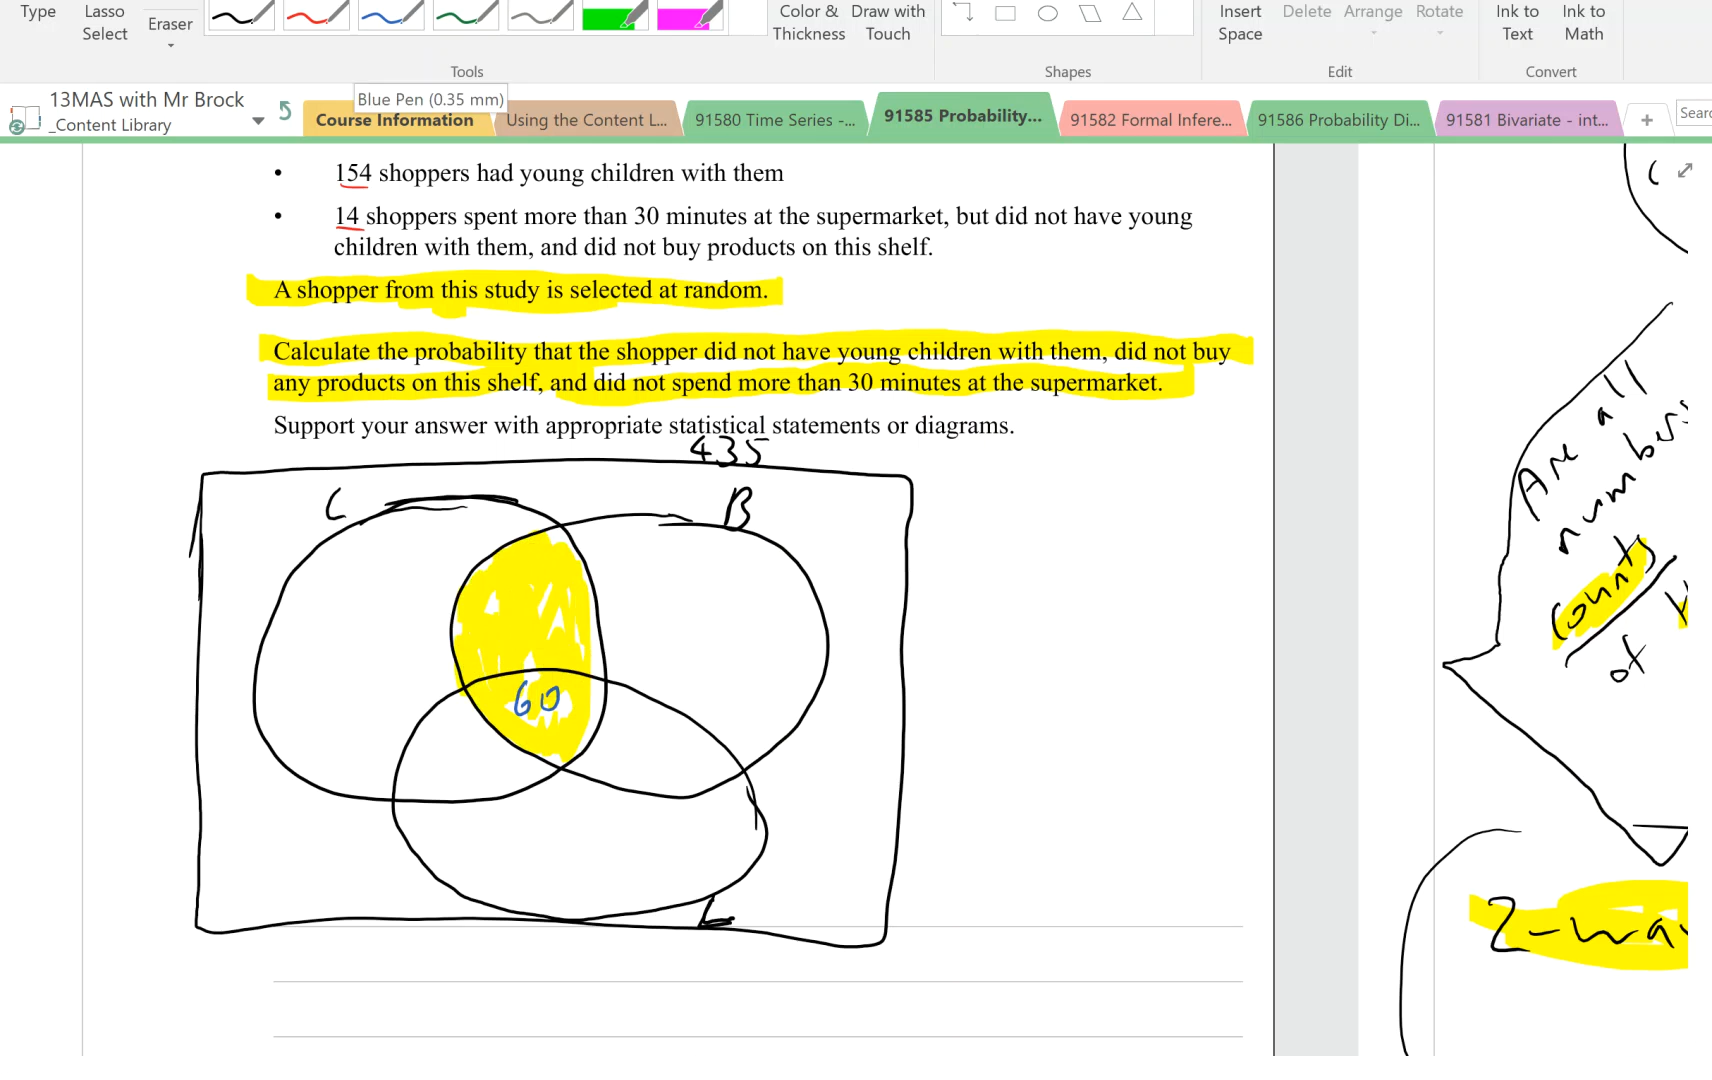 Type
Lasso
Select
Eraser
Color &
Thickness
Draw with
Touch
Insert
Space
Delete
Arrange
Rotate
Ink to
Text
Ink to
Math
Tools
Shapes
Edit
Convert
13MAS with Mr Brock
_Content Library
Blue Pen (0.35 mm)
Course Information
Using the Content L...
91580 Time Series -...
91585 Probability...
91582 Formal Infere...
91586 Probability Di...
91581 Bivariate - int...
+
Searc
• 154 shoppers had young children with them
• 14 shoppers spent more than 30 minutes at the supermarket, but did not have young
children with them, and did not buy products on this shelf.
A shopper from this study is selected at random.
Calculate the probability that the shopper did not have young children with them, did not buy
any products on this shelf, and did not spend more than 30 minutes at the supermarket.
Support your answer with appropriate statistical statements or diagrams.
435
C
B
60
L
Are all
numbers
counts
of
2-way